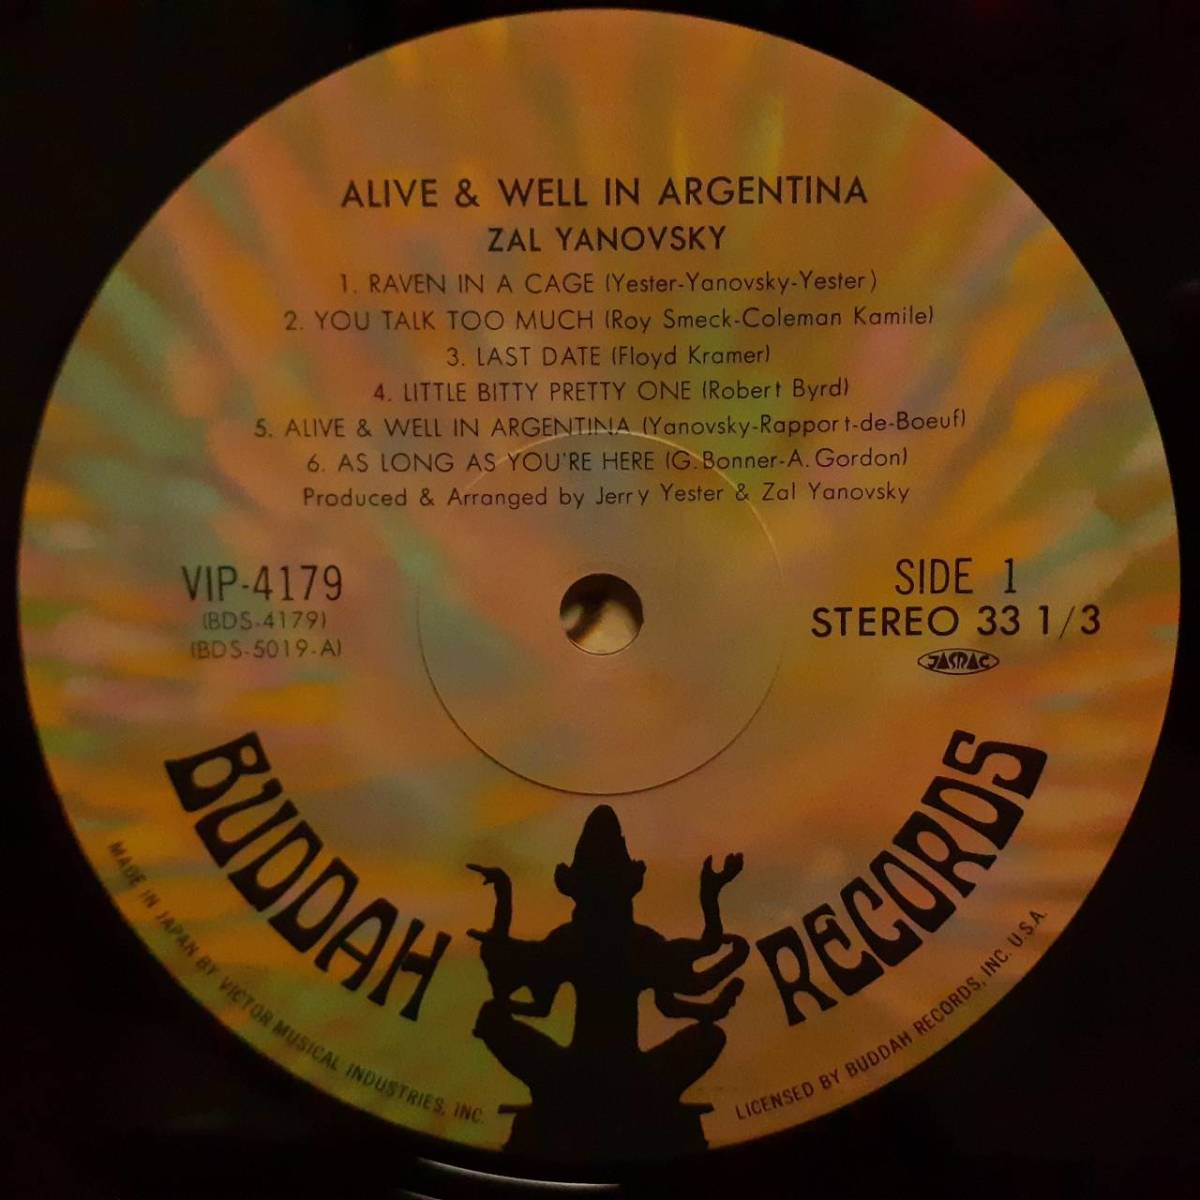 ALIVE & WELL IN ARGENTINA
ZAL YANOVSKY
1. RAVEN IN A CAGE (Yester-Yanovsky-Yester)
2. YOU TALK TOO MUCH (Roy Smeck-Coleman Kamile)
3. LAST DATE (Floyd Kramer)
4. LITTLE BITTY PRETTY ONE (Robert Byrd)
5. ALIVE & WELL IN ARGENTINA (Yanovsky-Rapport-de-Boeuf)
6. AS LONG AS YOU'RE HERE (G. Bonner-A. Gordon)
Produced & Arranged by Jerry Yester & Zal Yanovsky
VIP-4179
(BDS-4179)
(BDS-5019-A)
SIDE 1
STEREO 33 1/3
JASRAC
BUDDAH RECORDS
MADE IN JAPAN BY VICTOR MUSICAL INDUSTRIES, INC.
LICENSED BY BUDDAH RECORDS, INC. U.S.A.